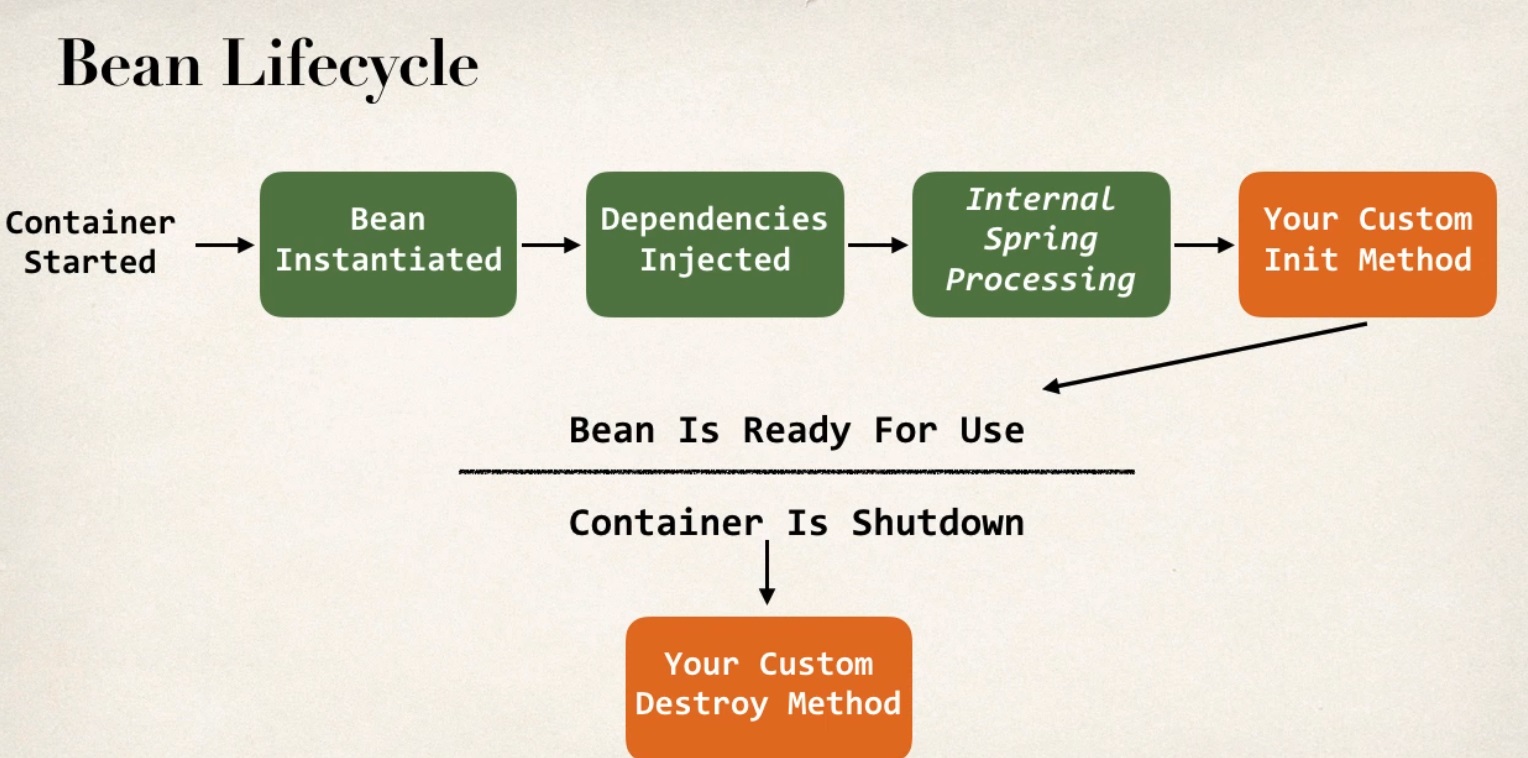 Bean Lifecycle
Container
Started
Bean
Instantiated
Dependencies
Injected
Internal
Spring
Processing
Your Custom
Init Method
Bean Is Ready For Use
Container Is Shutdown
Your Custom
Destroy Method